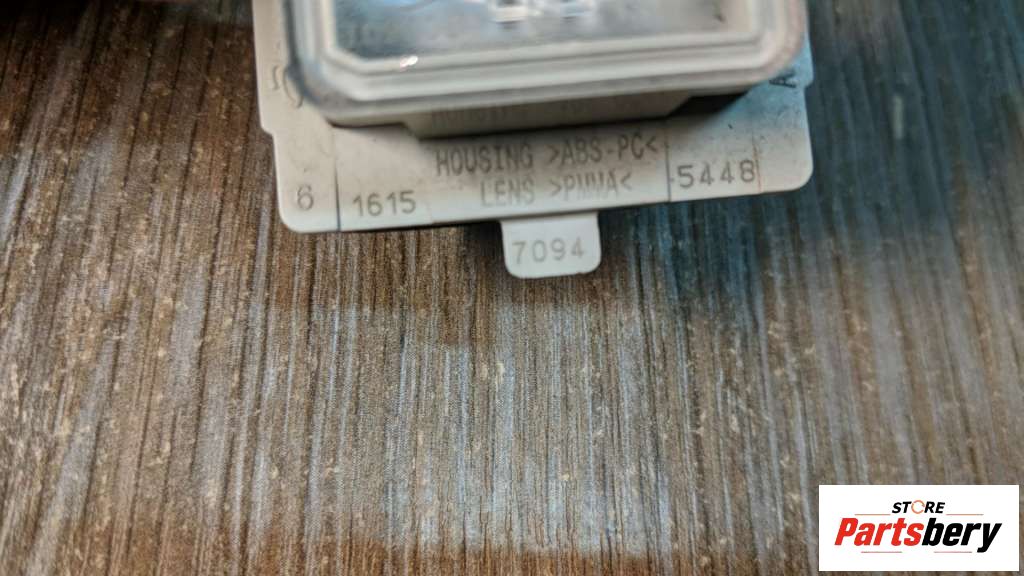 HOUSING >ABS-PC<
LENS >PMMA<
6 1615 -5448
7094
STORE
Partsbery